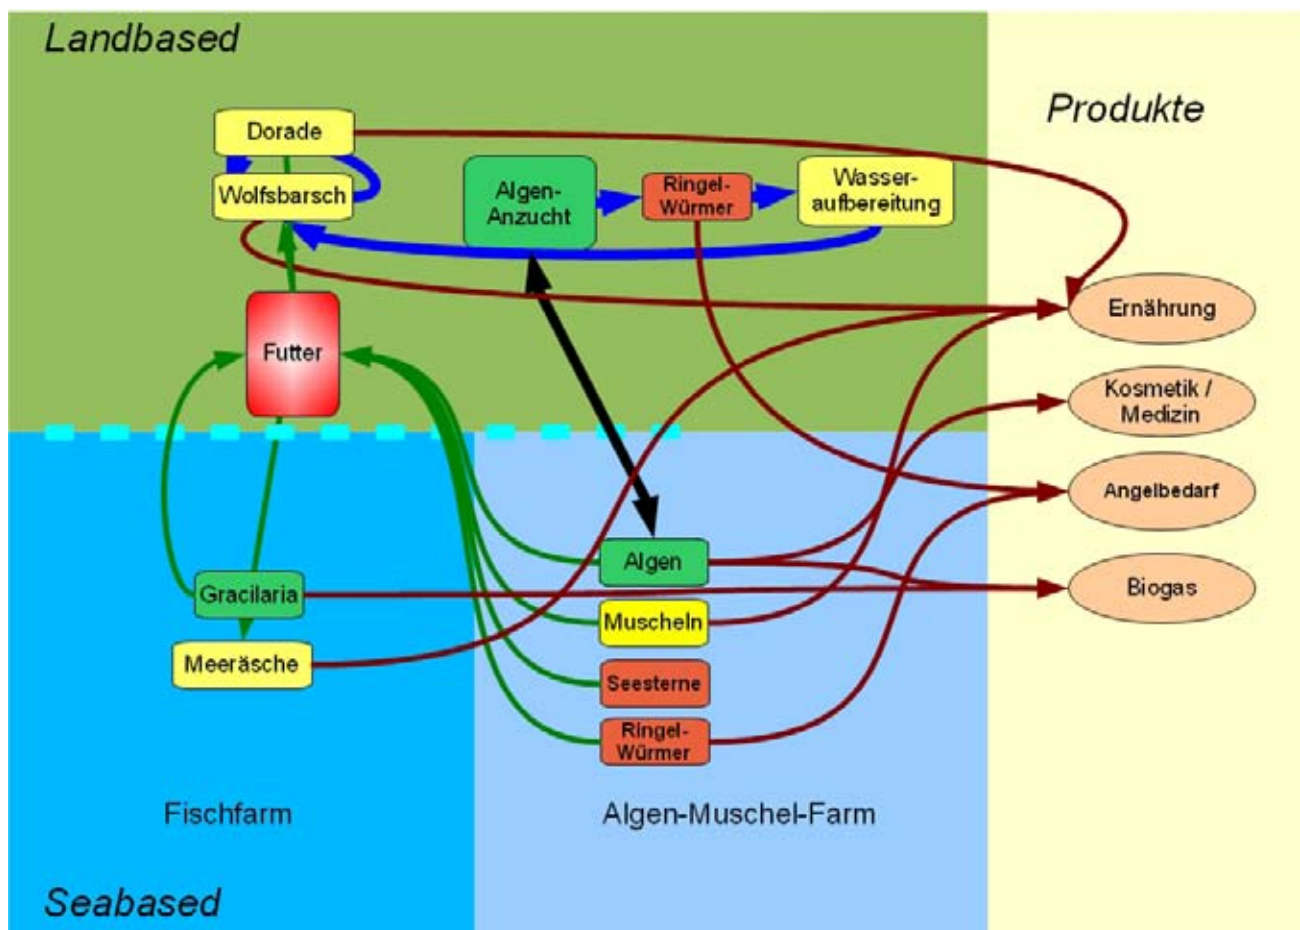 Landbased
Produkte
Dorade
Wolfsbarsch
Algen-
Anzucht
Ringel-
Würmer
Wasser-
aufbereitung
Futter
Ernährung
Kosmetik /
Medizin
Angelbedarf
Biogas
Gracilaria
Meeräsche
Algen
Muscheln
Seesterne
Ringel-
Würmer
Fischfarm
Algen-Muschel-Farm
Seabased